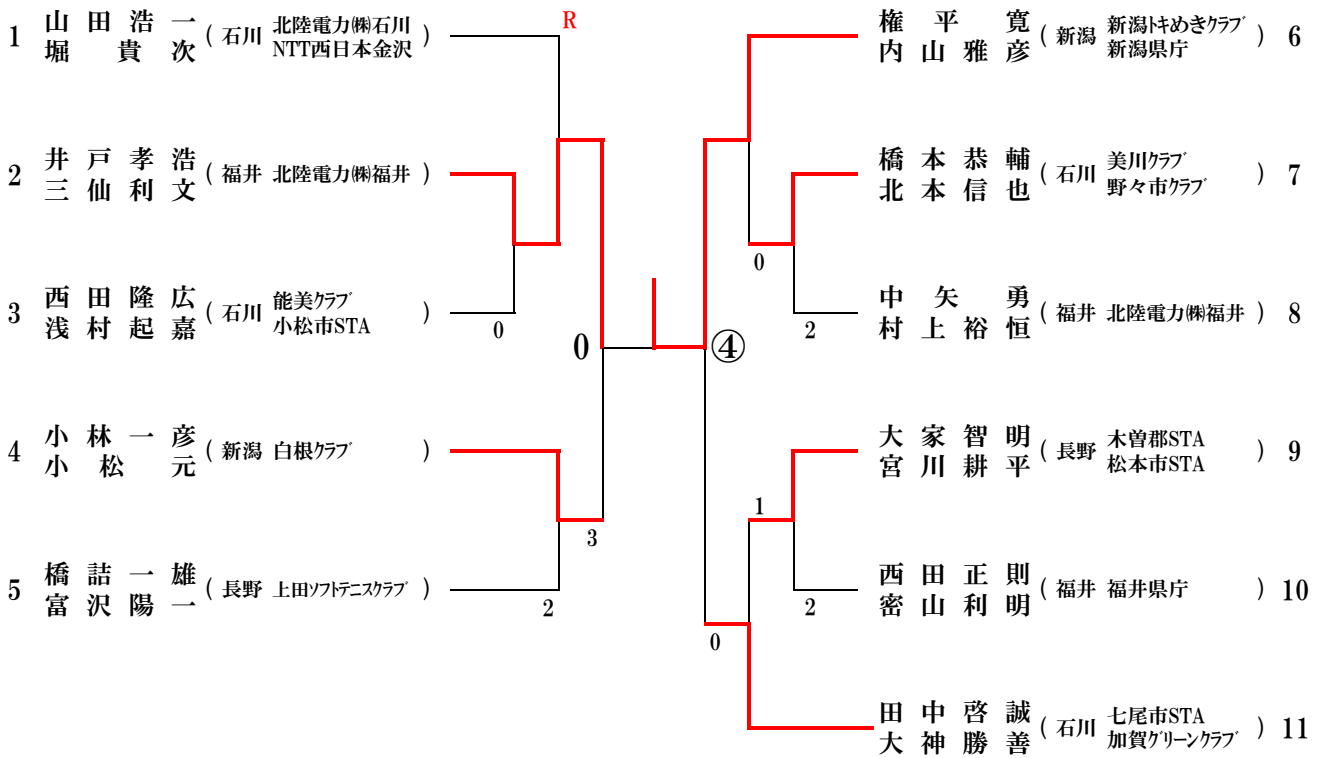 1 山田浩一 ( 石川 北陸電力㈱石川 )
堀貴次 NTT西日本金沢
R
2 井戸孝浩 ( 福井 北陸電力㈱福井 )
三仙利文
3 西田隆広 ( 石川 能美クラブ )
浅村起嘉 小松市STA
0
0
4 小林一彦 ( 新潟 白根クラブ )
小松元
3
5 橋詰一雄 ( 長野 上田ソフトテニスクラブ )
富沢陽一
2
権平寛 ( 新潟 新潟トキめきクラブ ) 6
内山雅彦 新潟県庁
橋本恭輔 ( 石川 美川クラブ ) 7
北本信也 野々市クラブ
0
中矢勇 ( 福井 北陸電力㈱福井 ) 8
村上裕恒
2
④
大家智明 ( 長野 木曽郡STA ) 9
宮川耕平 松本市STA
1
西田正則 ( 福井 福井県庁 ) 10
密山利明
2
0
田中啓誠 ( 石川 七尾市STA ) 11
大神勝善 加賀グリーンクラブ